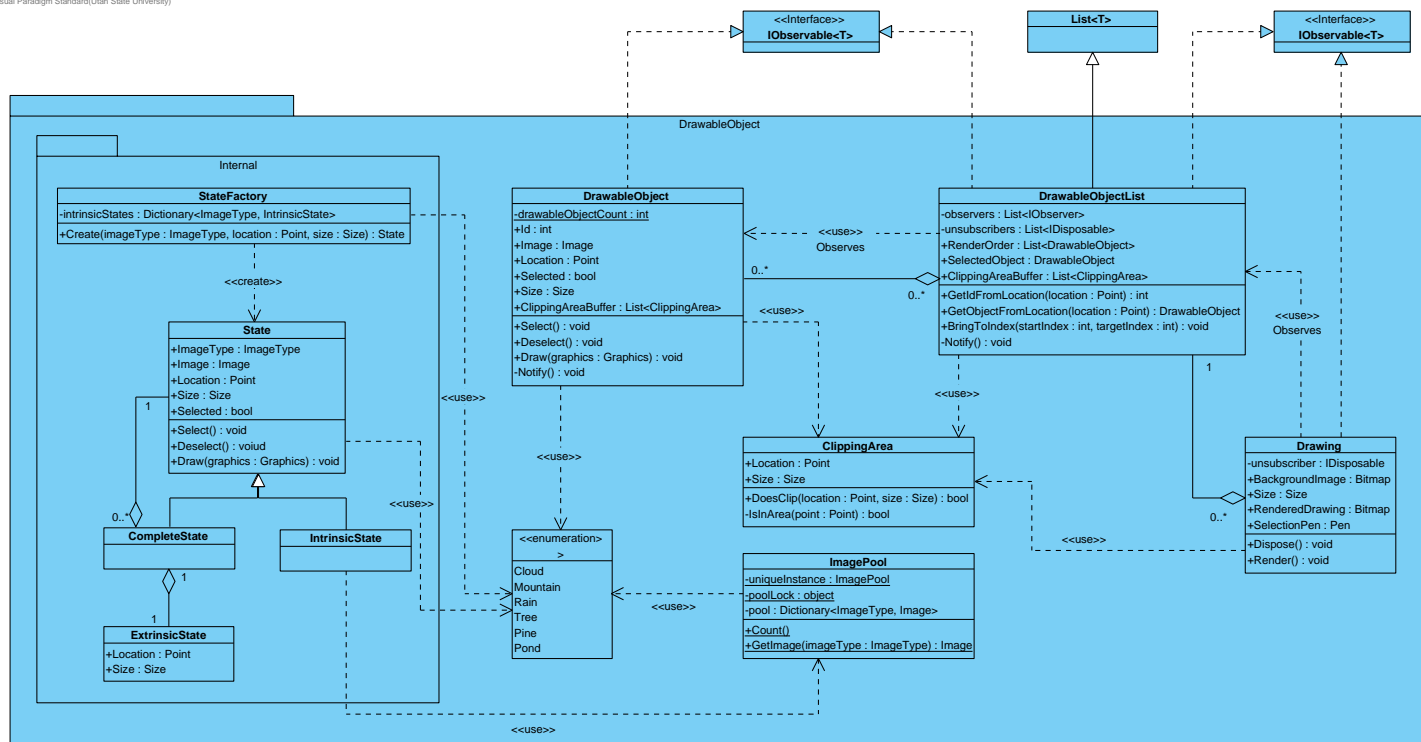 sual Paradigm Standard(Utah State University)
<<Interface>>
IObservable<T>
List<T>
<<Interface>>
IObservable<T>
DrawableObject
Internal
StateFactory
-intrinsicStates : Dictionary<ImageType, IntrinsicState>
+Create(imageType : ImageType, location : Point, size : Size) : State
<<create>>
State
+ImageType : ImageType
+Image : Image
+Location : Point
+Size : Size
+Selected : bool
+Select() : void
+Deselect() : voiud
+Draw(graphics : Graphics) : void
1
0..*
CompleteState
IntrinsicState
1
1
ExtrinsicState
+Location : Point
+Size : Size
<<use>>
<<use>>
DrawableObject
-drawableObjectCount : int
+Id : int
+Image : Image
+Location : Point
+Selected : bool
+Size : Size
+ClippingAreaBuffer : List<ClippingArea>
+Select() : void
+Deselect() : void
+Draw(graphics : Graphics) : void
-Notify() : void
<<use>>
Observes
0..*
0..*
<<use>>
DrawableObjectList
-observers : List<IObserver>
-unsubscribers : List<IDisposable>
+RenderOrder : List<DrawableObject>
+SelectedObject : DrawableObject
+ClippingAreaBuffer : List<ClippingArea>
+GetIdFromLocation(location : Point) : int
+GetObjectFromLocation(location : Point) : DrawableObject
+BringToIndex(startIndex : int, targetIndex : int) : void
-Notify() : void
<<use>>
Observes
1
<<use>>
<<use>>
ClippingArea
+Location : Point
+Size : Size
+DoesClip(location : Point, size : Size) : bool
-IsInArea(point : Point) : bool
Drawing
-unsubscriber : IDisposable
+BackgroundImage : Bitmap
+Size : Size
+RenderedDrawing : Bitmap
+SelectionPen : Pen
+Dispose() : void
+Render() : void
0..*
<<use>>
<<enumeration>
>
Cloud
Mountain
Rain
Tree
Pine
Pond
<<use>>
ImagePool
-uniqueInstance : ImagePool
-poolLock : object
-pool : Dictionary<ImageType, Image>
+Count()
+GetImage(imageType : ImageType) : Image
<<use>>